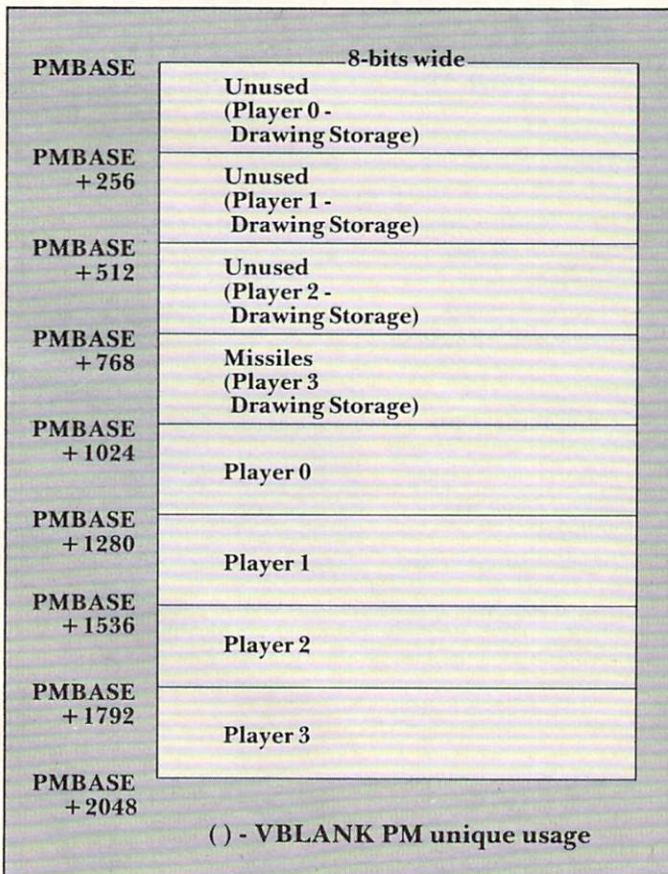 8-bits wide
PMBASE
Unused
(Player 0 -
Drawing Storage)
PMBASE
+256
Unused
(Player 1 -
Drawing Storage)
PMBASE
+512
Unused
(Player 2 -
Drawing Storage)
PMBASE
+768
Missiles
(Player 3
Drawing Storage)
PMBASE
+1024
Player 0
PMBASE
+1280
Player 1
PMBASE
+1536
Player 2
PMBASE
+1792
Player 3
PMBASE
+2048
( ) - VBLANK PM unique usage